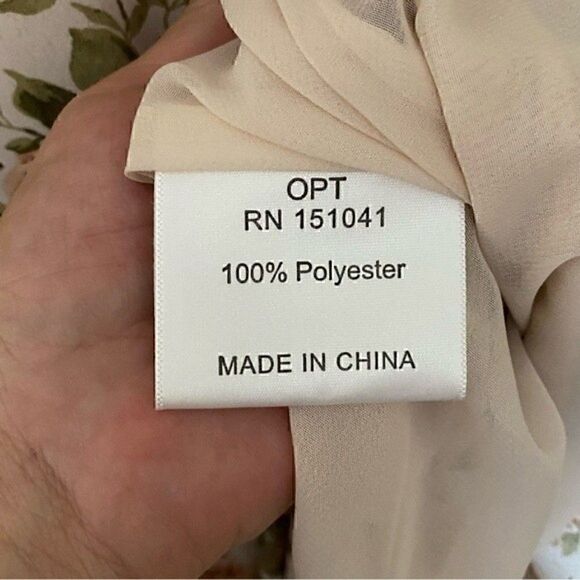 OPT
RN 151041
100% Polyester
MADE IN CHINA